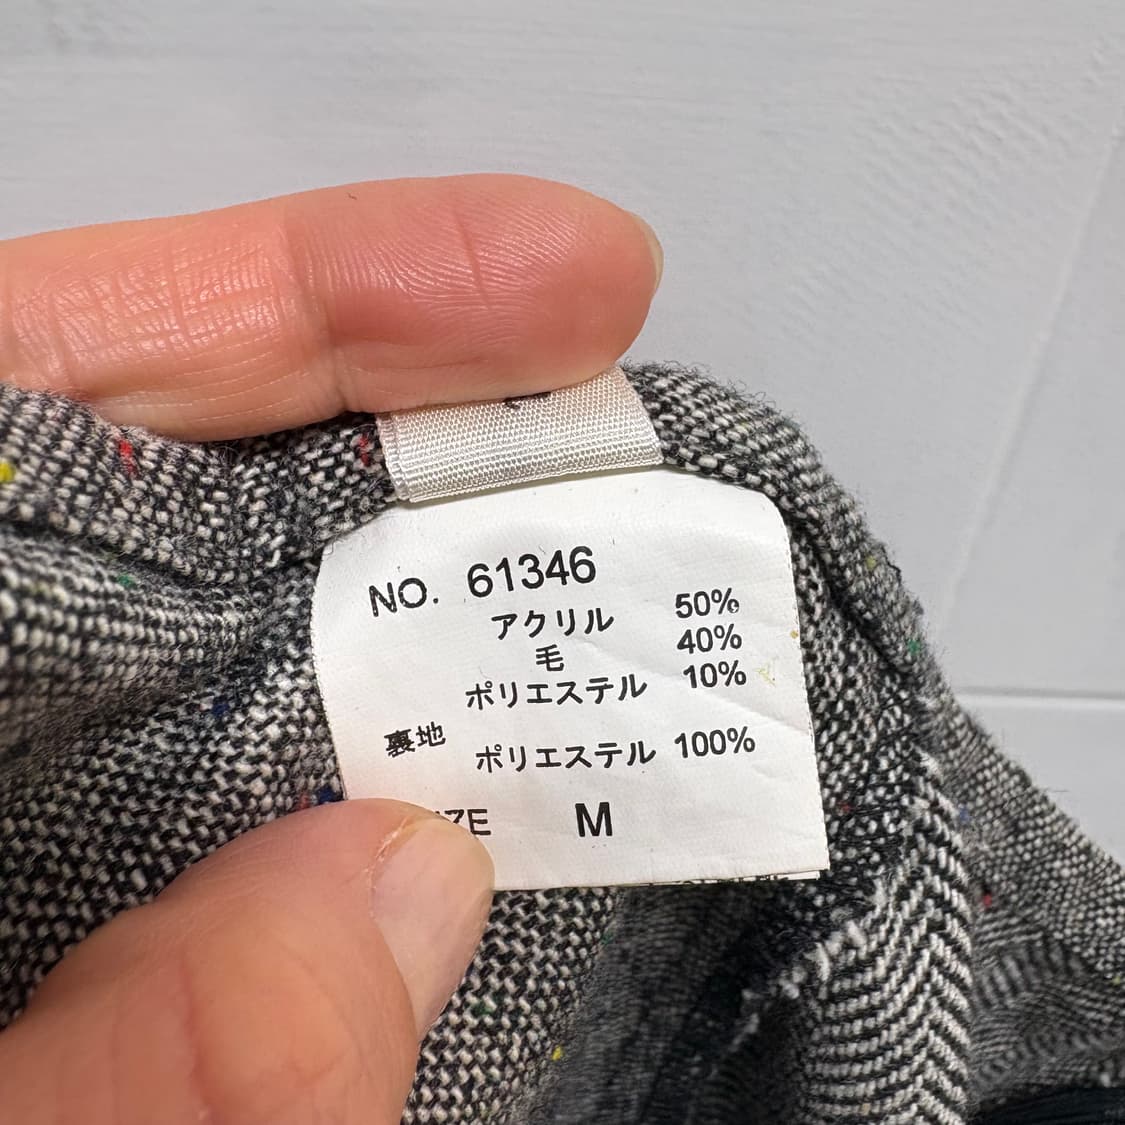 NO. 61346
アクリル 50%
毛 40%
ポリエステル 10%
裏地 ポリエステル 100%
M